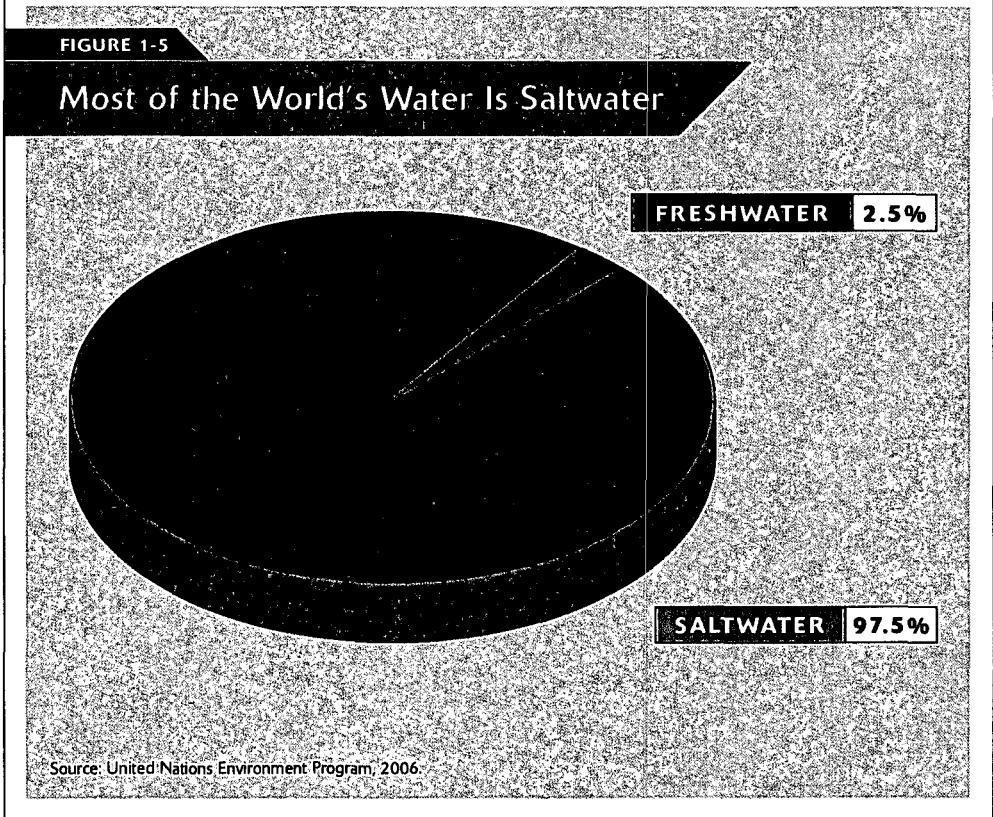 FIGURE 1-5
Most of the World's Water Is Saltwater
FRESHWATER 2.5%
SALTWATER 97.5%
Source: United Nations Environment Program, 2006.